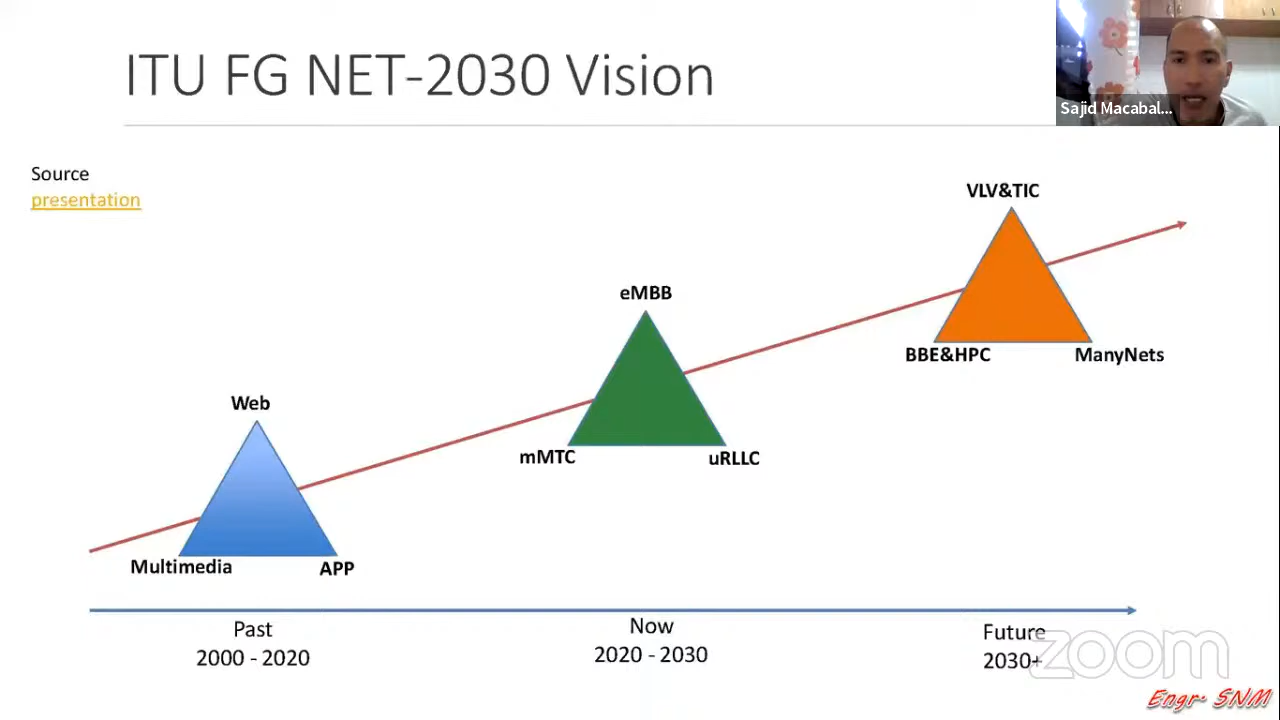 ITU FG NET-2030 Vision
Sajid Macabal...
Source
presentation
VLV&TIC
BBE&HPC
ManyNets
eMBB
mMTC
uRLLC
Web
Multimedia
APP
Past
2000 - 2020
Now
2020 - 2030
Future
2030+
zoom
Engr. SNM